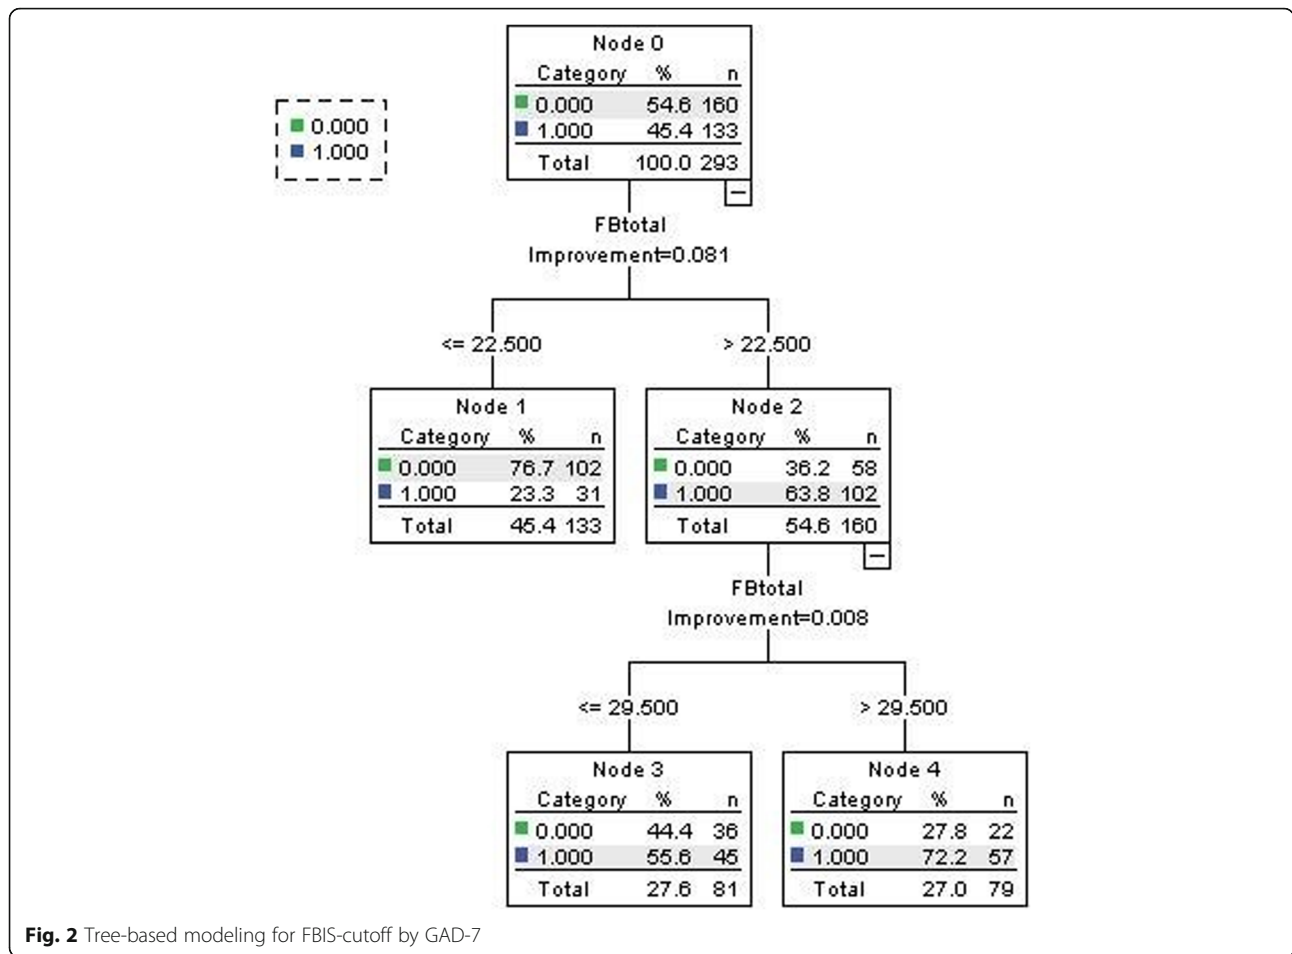 Node 0
Category % n
0.000 54.6 160
1.000 45.4 133
Total 100.0 293
0.000
1.000
FBtotal
Improvement=0.081
<= 22.500
> 22.500
Node 1
Category % n
0.000 76.7 102
1.000 23.3 31
Total 45.4 133
Node 2
Category % n
0.000 36.2 58
1.000 63.8 102
Total 54.6 160
FBtotal
Improvement=0.008
<= 29.500
> 29.500
Node 3
Category % n
0.000 44.4 36
1.000 55.6 45
Total 27.6 81
Node 4
Category % n
0.000 27.8 22
1.000 72.2 57
Total 27.0 79
Fig. 2 Tree-based modeling for FBIS-cutoff by GAD-7